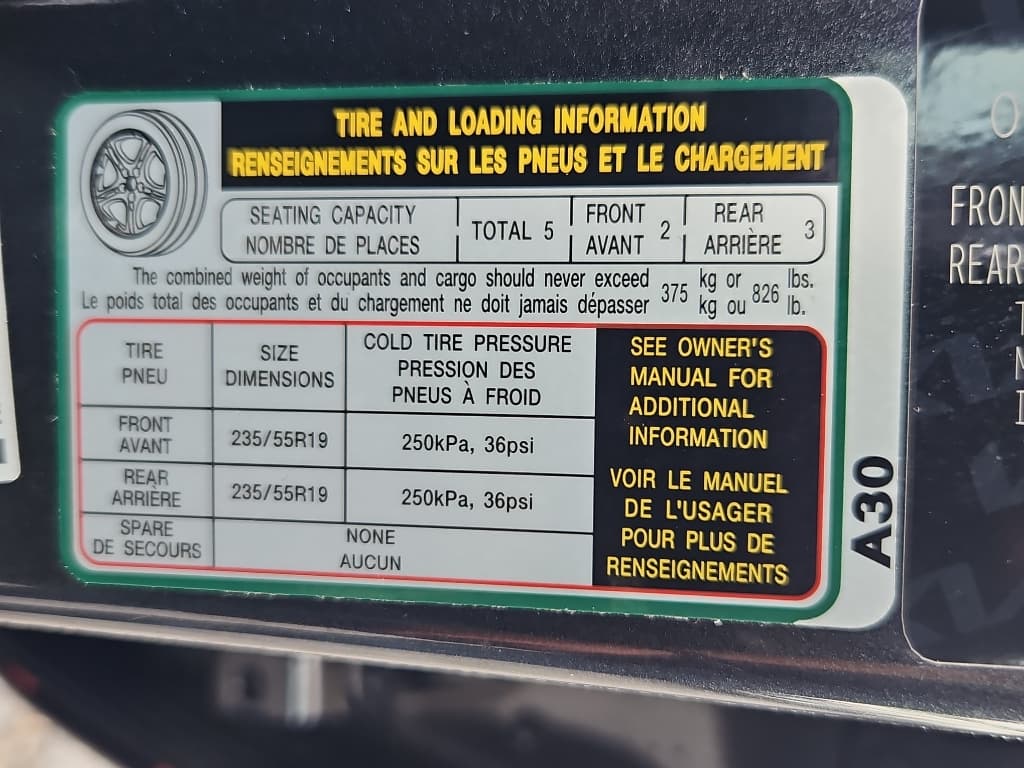 TIRE AND LOADING INFORMATION
RENSEIGNEMENTS SUR LES PNEUS ET LE CHARGEMENT
SEATING CAPACITY
NOMBRE DE PLACES
TOTAL 5
FRONT
AVANT
2
REAR
ARRIÈRE
3
The combined weight of occupants and cargo should never exceed 375 kg or 826 lbs.
Le poids total des occupants et du chargement ne doit jamais dépasser kg ou lb.
TIRE
PNEU
SIZE
DIMENSIONS
COLD TIRE PRESSURE
PRESSION DES
PNEUS À FROID
FRONT
AVANT
235/55R19
250kPa, 36psi
REAR
ARRIÈRE
235/55R19
250kPa, 36psi
SPARE
DE SECOURS
NONE
AUCUN
SEE OWNER'S
MANUAL FOR
ADDITIONAL
INFORMATION
VOIR LE MANUEL
DE L'USAGER
POUR PLUS DE
RENSEIGNEMENTS
A30
REAR